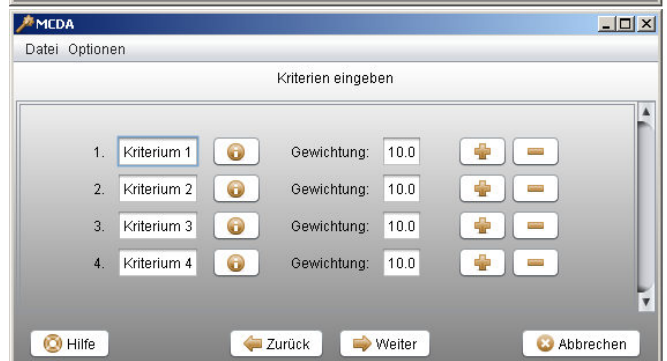 MCDA
Datei Optionen
Kriterien eingeben
1. Kriterium 1 Gewichtung: 10.0
2. Kriterium 2 Gewichtung: 10.0
3. Kriterium 3 Gewichtung: 10.0
4. Kriterium 4 Gewichtung: 10.0
Hilfe Zurück Weiter Abbrechen